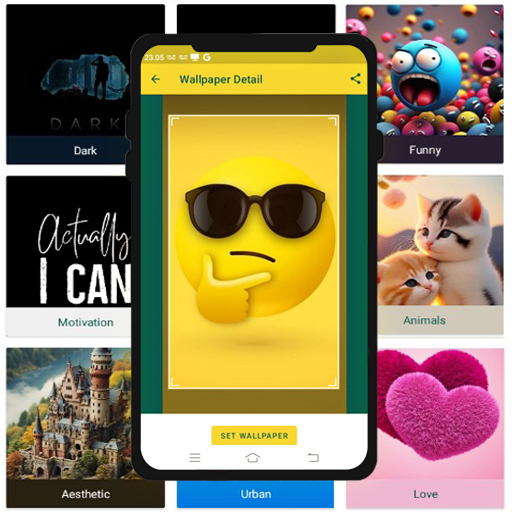 DARK
Dark
Funny
23.05
G
Wallpaper Detail
Actually
I CAN
Motivation
Animals
SET WALLPAPER
Aesthetic
Urban
Love